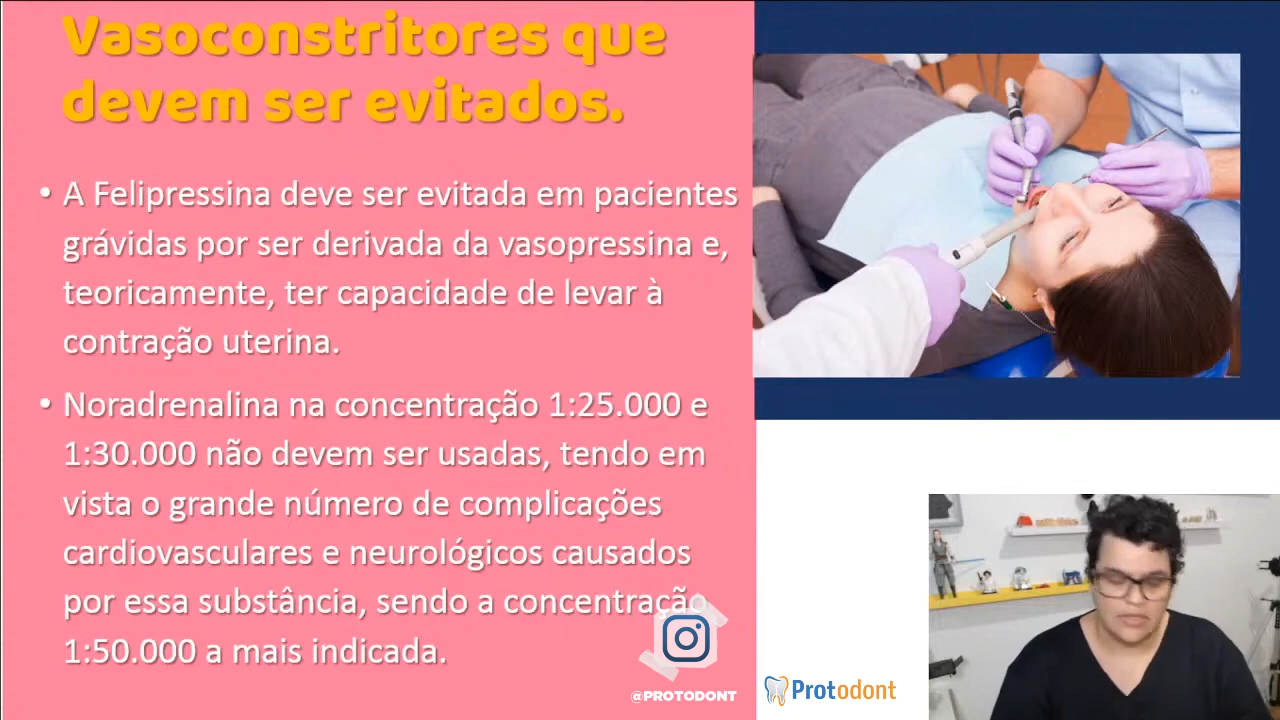 Vasoconstritores que
devem ser evitados.
• A Felipressina deve ser evitada em pacientes
grávidas por ser derivada da vasopressina e,
teoricamente, ter capacidade de levar à
contração uterina.
• Noradrenalina na concentração 1:25.000 e
1:30.000 não devem ser usadas, tendo em
vista o grande número de complicações
cardiovasculares e neurológicos causados
por essa substância, sendo a concentração
1:50.000 a mais indicada.
@PROTODONT
Protodont